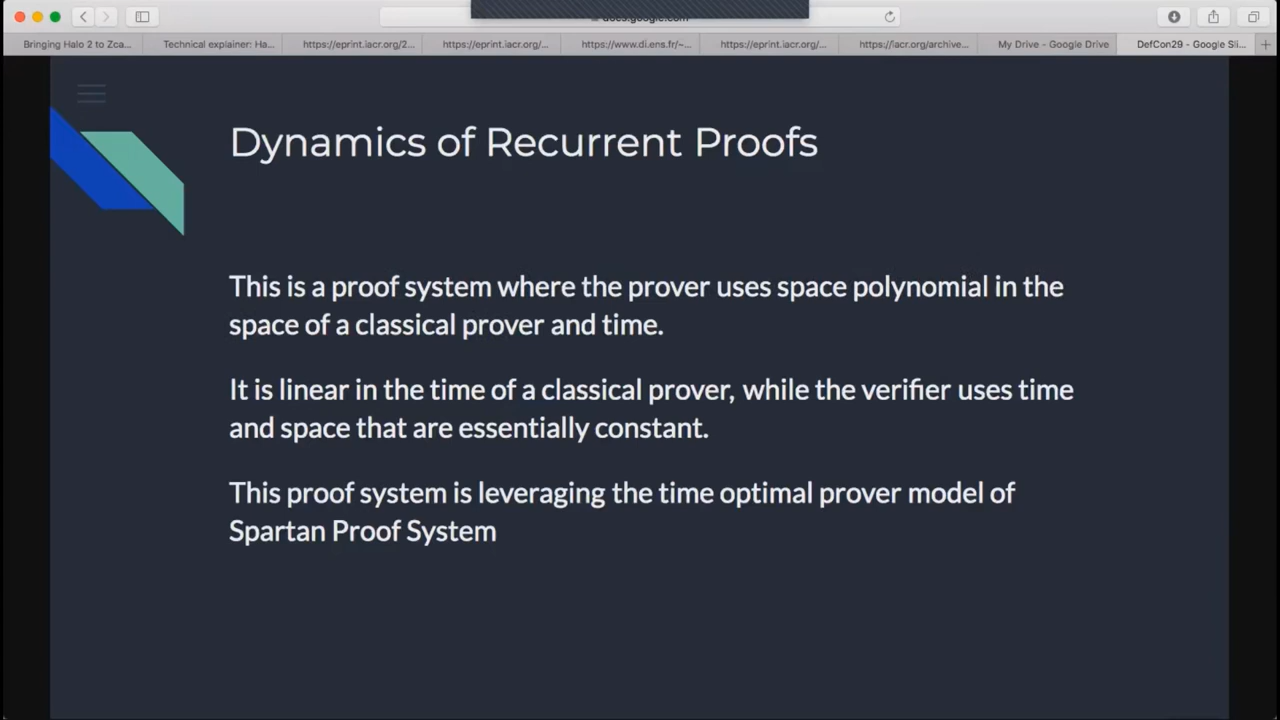 docs.google.com
Bringing Halo 2 to Zca...
Technical explainer: Ha...
https://eprint.iacr.org/2...
https://eprint.iacr.org/...
https://www.di.ens.fr/~...
https://eprint.iacr.org/...
https://iacr.org/archive...
My Drive - Google Drive
DefCon29 - Google Sli...
Dynamics of Recurrent Proofs
This is a proof system where the prover uses space polynomial in the
space of a classical prover and time.
It is linear in the time of a classical prover, while the verifier uses time
and space that are essentially constant.
This proof system is leveraging the time optimal prover model of
Spartan Proof System